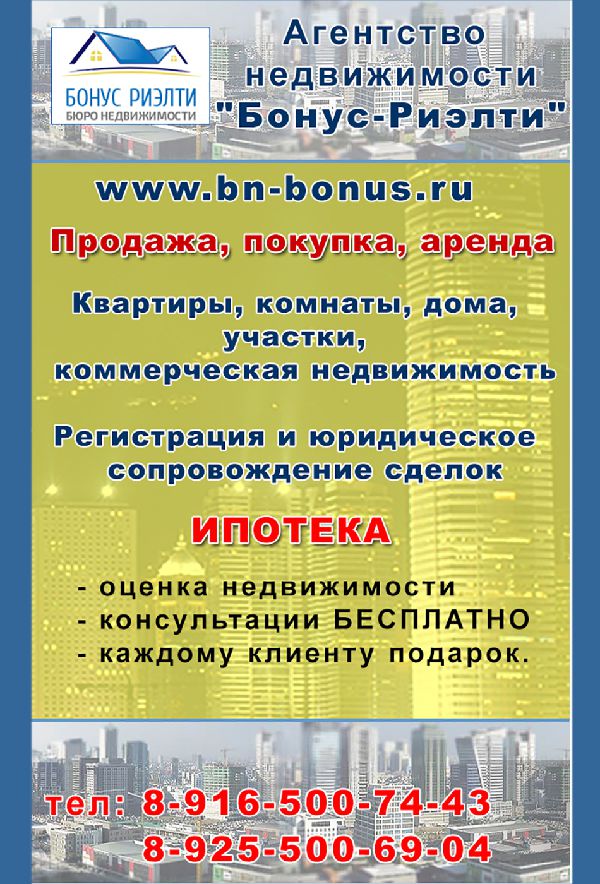 БОНУС РИЭЛТИ
БЮРО НЕДВИЖИМОСТИ
Агентство
недвижимости
"Бонус-Риэлти"
www.bn-bonus.ru
Продажа, покупка, аренда
Квартиры, комнаты, дома,
участки,
коммерческая недвижимость
Регистрация и юридическое
сопровождение сделок
ИПОТЕКА
- оценка недвижимости
- консультации БЕСПЛАТНО
- каждому клиенту подарок.
тел: 8-916-500-74-43
8-925-500-69-04